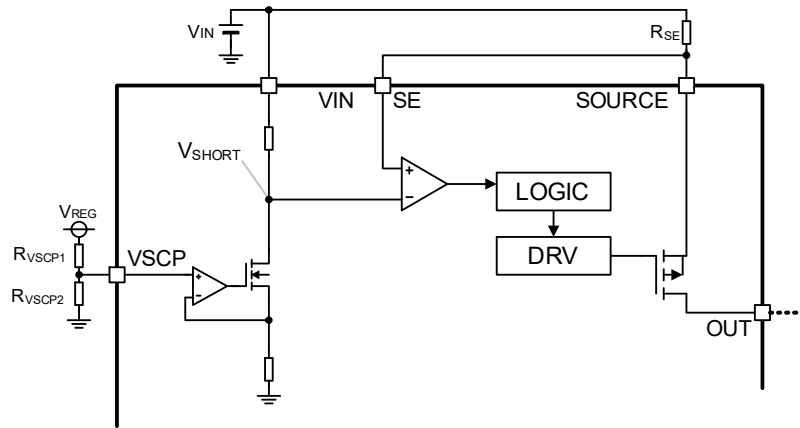 VIN
RSE
VIN
SE
SOURCE
VSHORT
+
−
LOGIC
VREG
RVSCP1
VSCP
DRV
+
−
RVSCP2
OUT